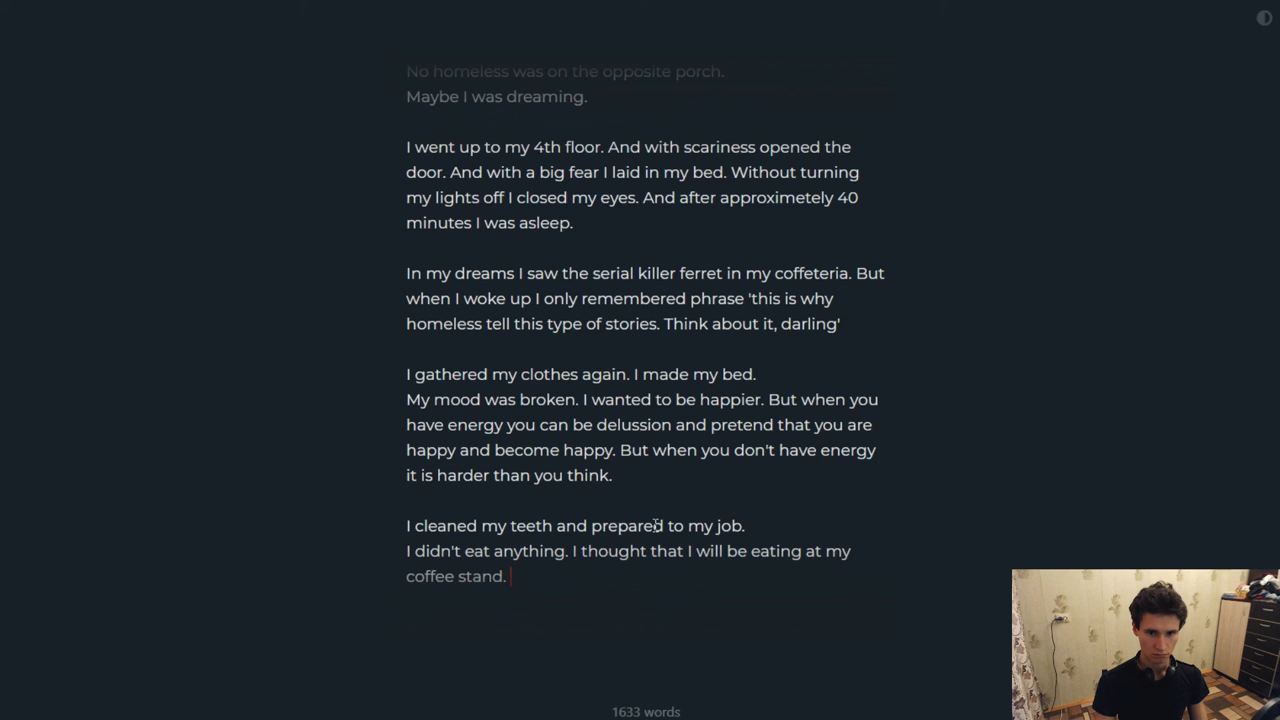 No homeless was on the opposite porch.
Maybe I was dreaming.
I went up to my 4th floor. And with scariness opened the
door. And with a big fear I laid in my bed. Without turning
my lights off I closed my eyes. And after approximetely 40
minutes I was asleep.
In my dreams I saw the serial killer ferret in my coffeteria. But
when I woke up I only remembered phrase 'this is why
homeless tell this type of stories. Think about it, darling'
I gathered my clothes again. I made my bed.
My mood was broken. I wanted to be happier. But when you
have energy you can be delussion and pretend that you are
happy and become happy. But when you don't have energy
it is harder than you think.
I cleaned my teeth and prepared to my job.
I didn't eat anything. I thought that I will be eating at my
coffee stand.
1633 words